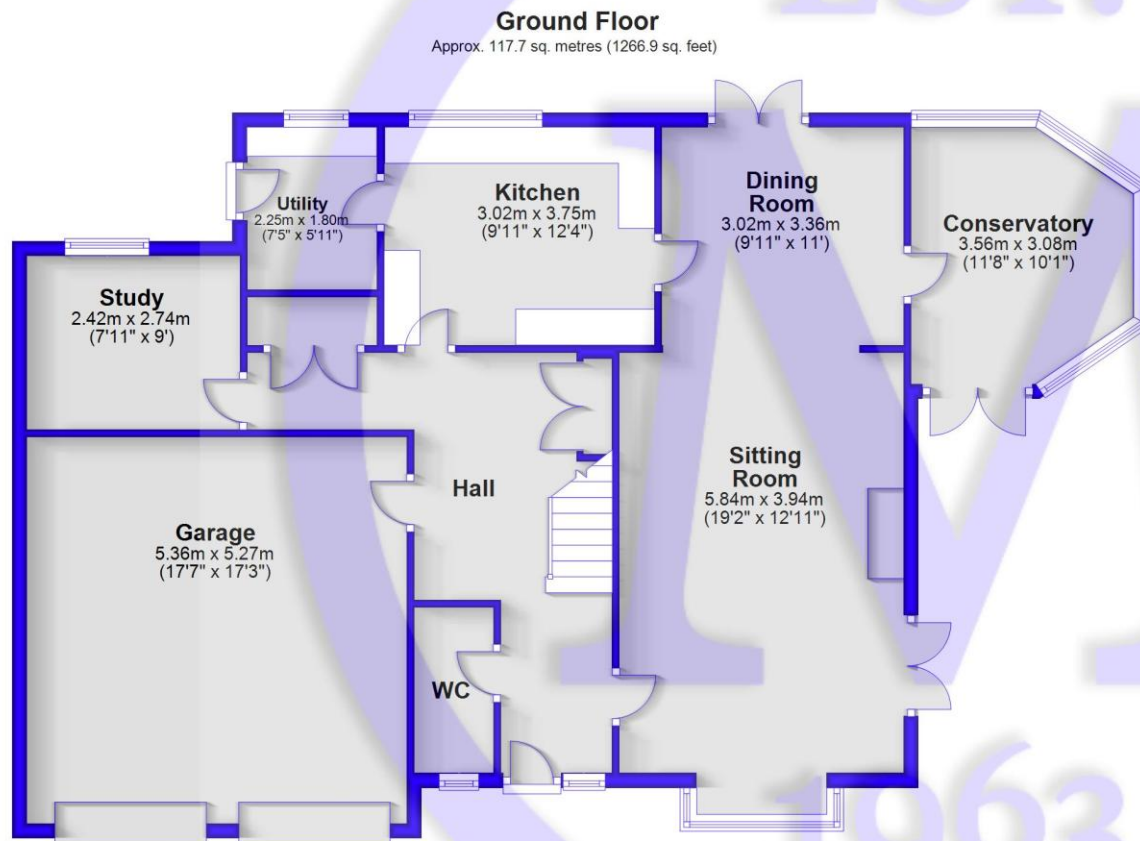 Ground Floor
Approx. 117.7 sq. metres (1266.9 sq. feet)
Utility
2.25m x 1.80m
(7'5" x 5'11")
Kitchen
3.02m x 3.75m
(9'11" x 12'4")
Dining
Room
3.02m x 3.36m
(9'11" x 11')
Conservatory
3.56m x 3.08m
(11'8" x 10'1")
Study
2.42m x 2.74m
(7'11" x 9')
Hall
Sitting
Room
5.84m x 3.94m
(19'2" x 12'11")
Garage
5.36m x 5.27m
(17'7" x 17'3")
WC
1963